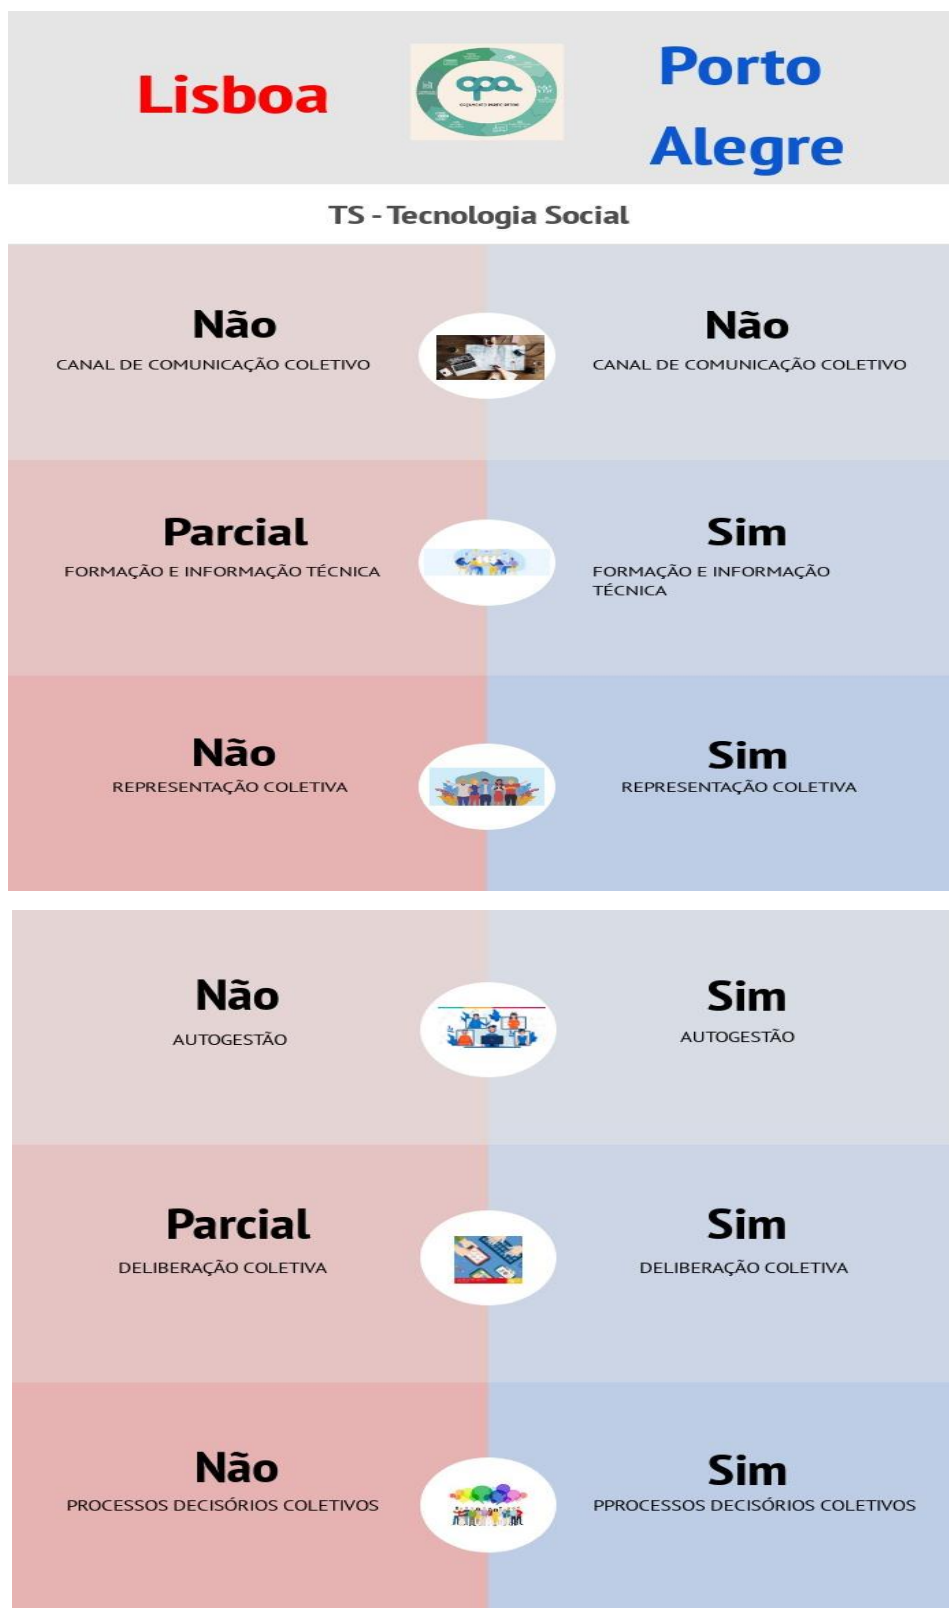 Lisboa
opa
Porto
Alegre
TS - Tecnologia Social
Não
CANAL DE COMUNICAÇÃO COLETIVO
Não
CANAL DE COMUNICAÇÃO COLETIVO
Parcial
FORMAÇÃO E INFORMAÇÃO TÉCNICA
Sim
FORMAÇÃO E INFORMAÇÃO
TÉCNICA
Não
REPRESENTAÇÃO COLETIVA
Sim
REPRESENTAÇÃO COLETIVA
Não
AUTOGESTÃO
Sim
AUTOGESTÃO
Parcial
DELIBERAÇÃO COLETIVA
Sim
DELIBERAÇÃO COLETIVA
Não
PROCESSOS DECISÓRIOS COLETIVOS
Sim
PPROCESSOS DECISÓRIOS COLETIVOS